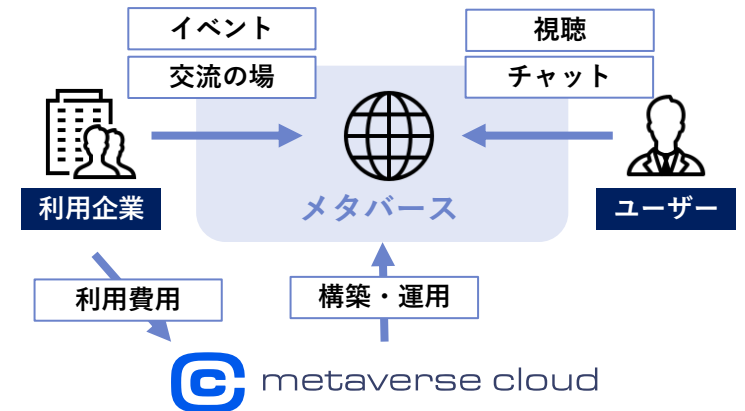 イベント
視聴
交流の場
チャット
メタバース
利用企業
ユーザー
利用費用
構築・運用
c metaverse cloud